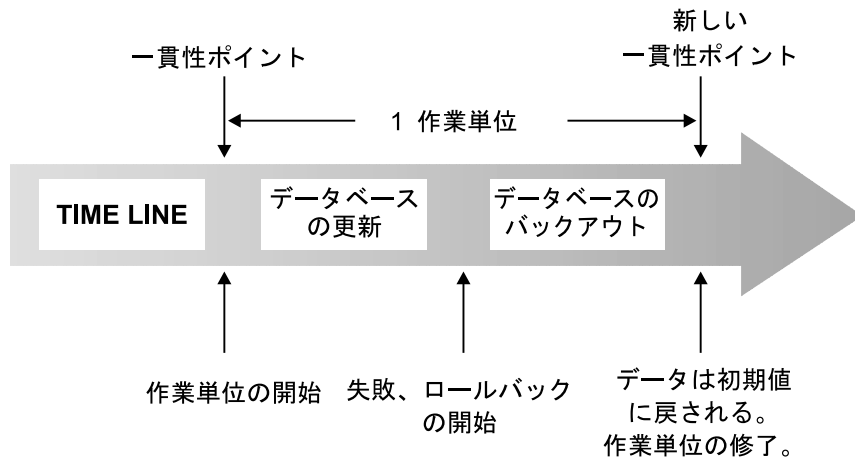 一貫性ポイント
新しい
一貫性ポイント
1 作業単位
TIME LINE
データベース
の更新
データベースの
バックアウト
作業単位の開始
失敗、ロールバック
の開始
データは初期値
に戻される。
作業単位の修了。